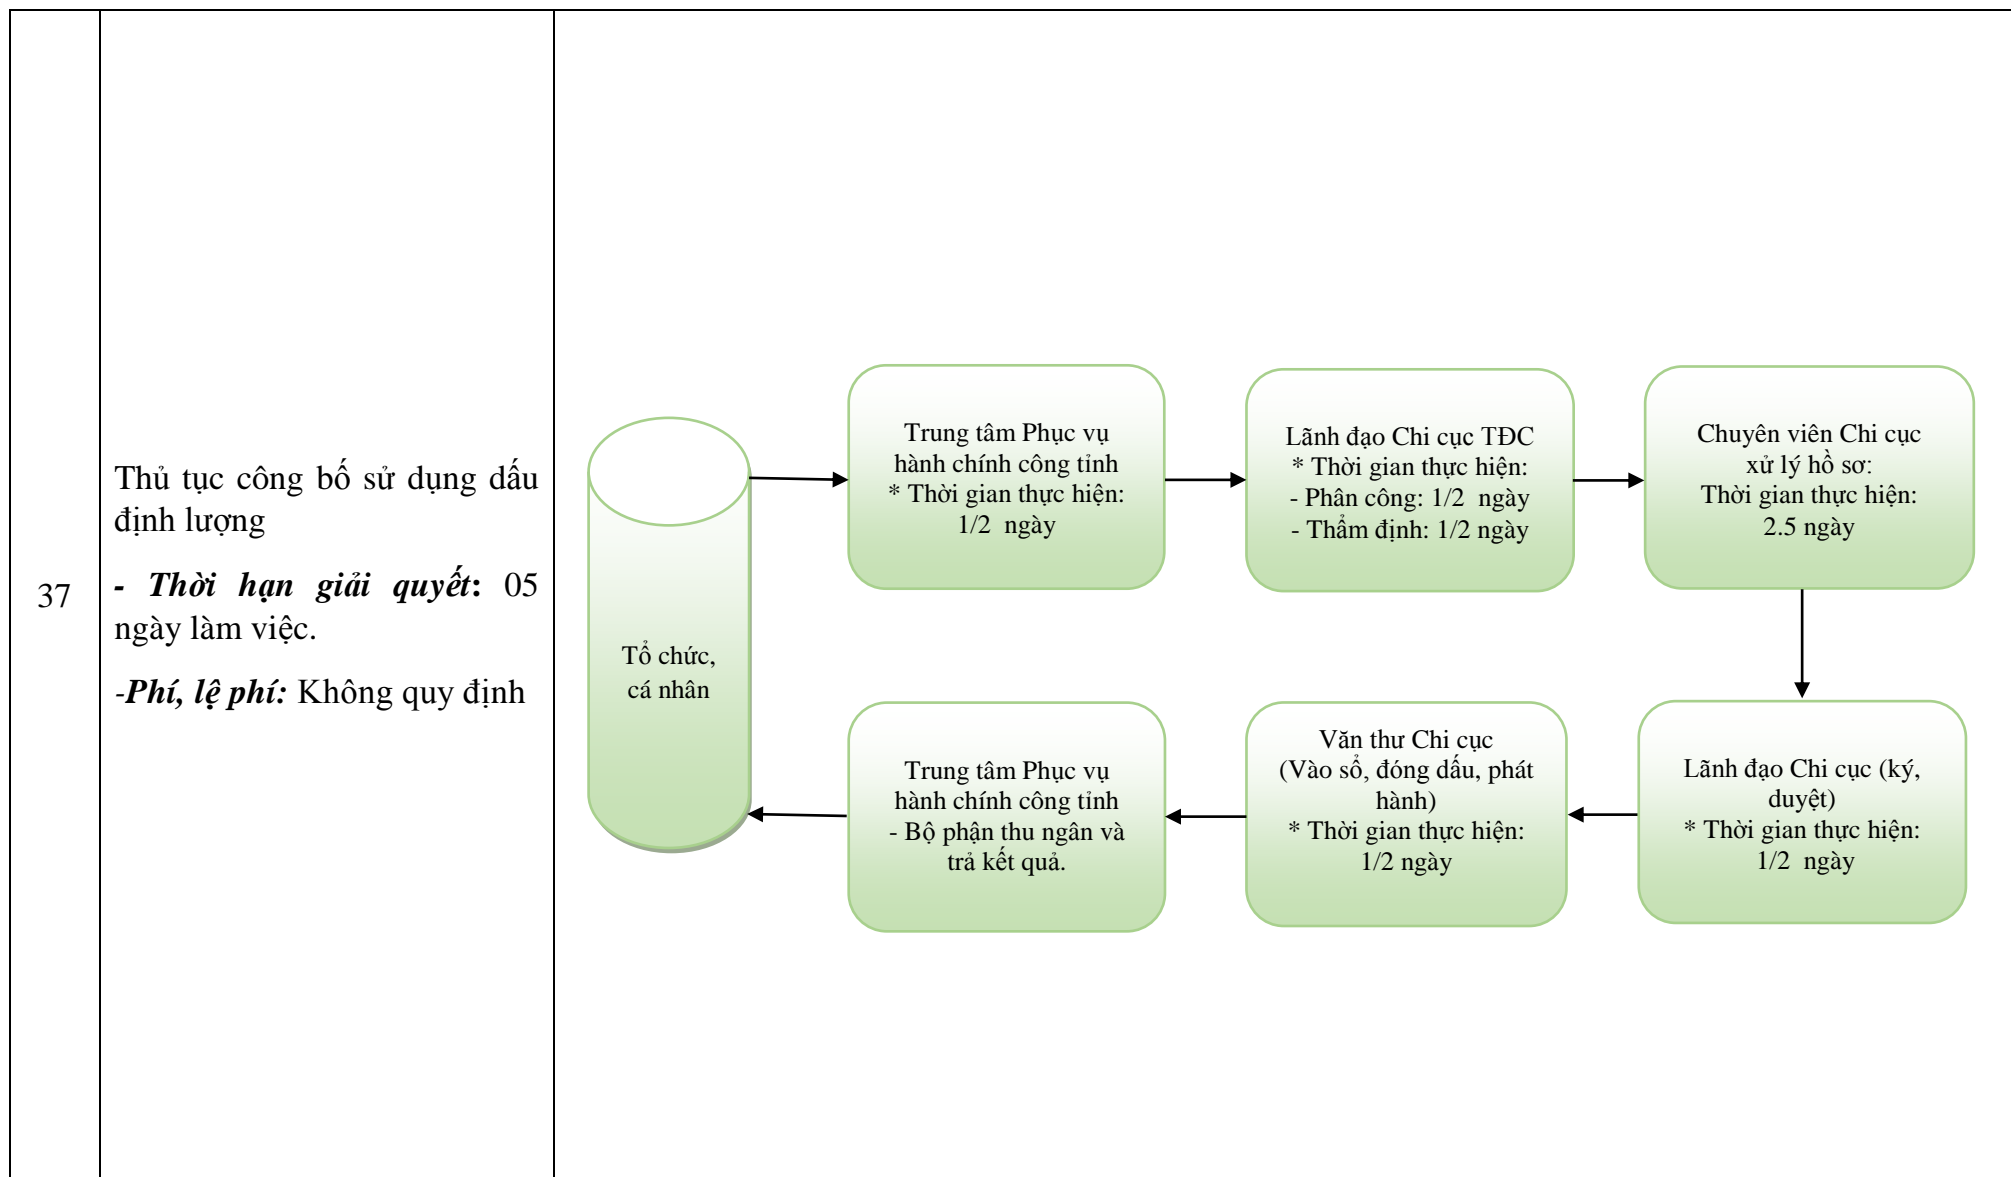 37
Thủ tục công bố sử dụng dấu
định lượng
- Thời hạn giải quyết: 05
ngày làm việc.
-Phí, lệ phí: Không quy định
Tổ chức,
cá nhân
Trung tâm Phục vụ
hành chính công tỉnh
* Thời gian thực hiện:
1/2 ngày
Lãnh đạo Chi cục TĐC
* Thời gian thực hiện:
- Phân công: 1/2 ngày
- Thẩm định: 1/2 ngày
Chuyên viên Chi cục
xử lý hồ sơ:
Thời gian thực hiện:
2.5 ngày
Lãnh đạo Chi cục (ký,
duyệt)
* Thời gian thực hiện:
1/2 ngày
Văn thư Chi cục
(Vào sổ, đóng dấu, phát
hành)
* Thời gian thực hiện:
1/2 ngày
Trung tâm Phục vụ
hành chính công tỉnh
- Bộ phận thu ngân và
trả kết quả.